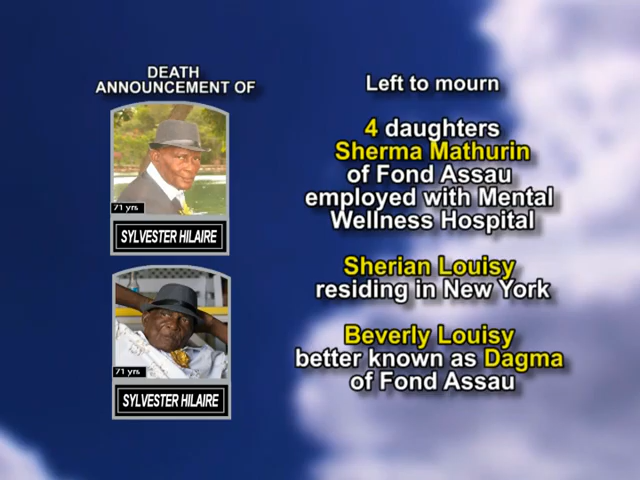 DEATH
ANNOUNCEMENT OF
71 yrs
SYLVESTER HILAIRE
71 yrs
SYLVESTER HILAIRE
Left to mourn
4 daughters
Sherma Mathurin
of Fond Assau
employed with Mental
Wellness Hospital
Sherian Louisy
residing in New York
Beverly Louisy
better known as Dagma
of Fond Assau